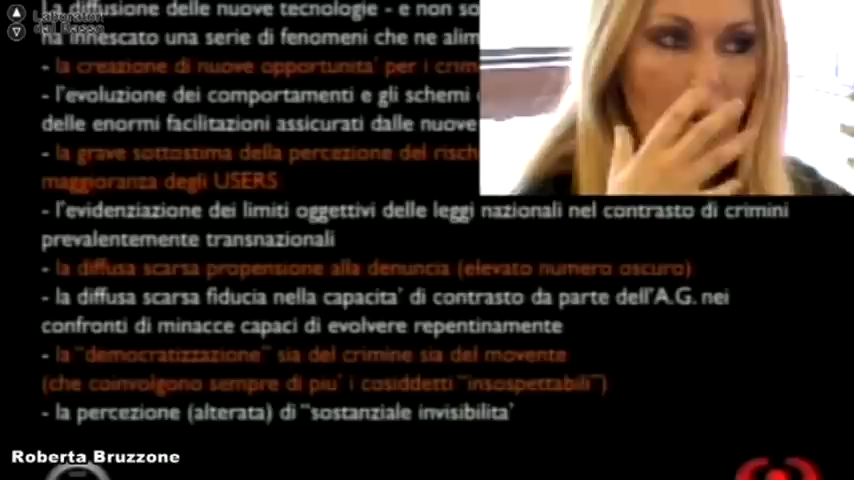 Laboratori
dal Basso
La diffusione delle nuove tecnologie - e non so
ha innescato una serie di fenomeni che ne alim
- la creazione di nuove opportunita' per i crim
- l'evoluzione dei comportamenti e gli schemi
delle enormi facilitazioni assicurati dalle nuove
- la grave sottostima della percezione del risch
maggioranza degli USERS
- l'evidenziazione dei limiti oggettivi delle leggi nazionali nel contrasto di crimini
prevalentemente transnazionali
- la diffusa scarsa propensione alla denuncia (elevato numero oscuro)
- la diffusa scarsa fiducia nella capacita' di contrasto da parte dell'A.G. nei
confronti di minacce capaci di evolvere repentinamente
- la "democratizzazione" sia del crimine sia del movente
(che coinvolgono sempre di piu' i cosiddetti "insospettabili")
- la percezione (alterata) di "sostanziale invisibilita'
Roberta Bruzzone